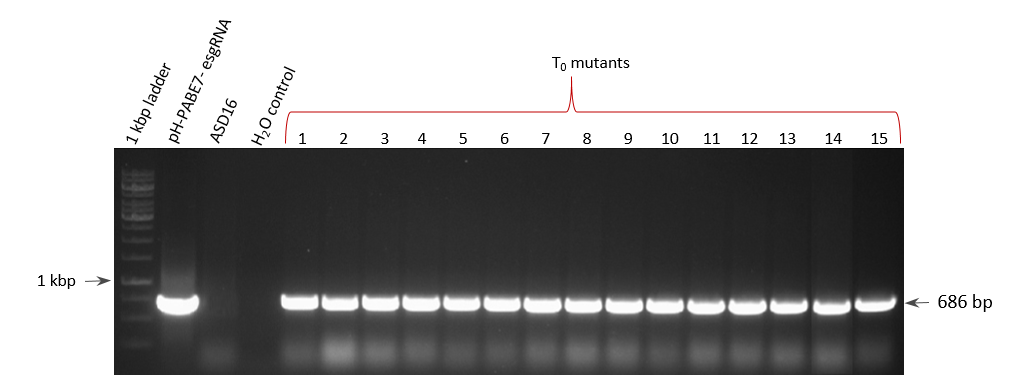 1 kbp ladder
pH-PABE7- esgRNA
ASD16
H₂O control
T₀ mutants
1 2 3 4 5 6 7 8 9 10 11 12 13 14 15
1 kbp
686 bp